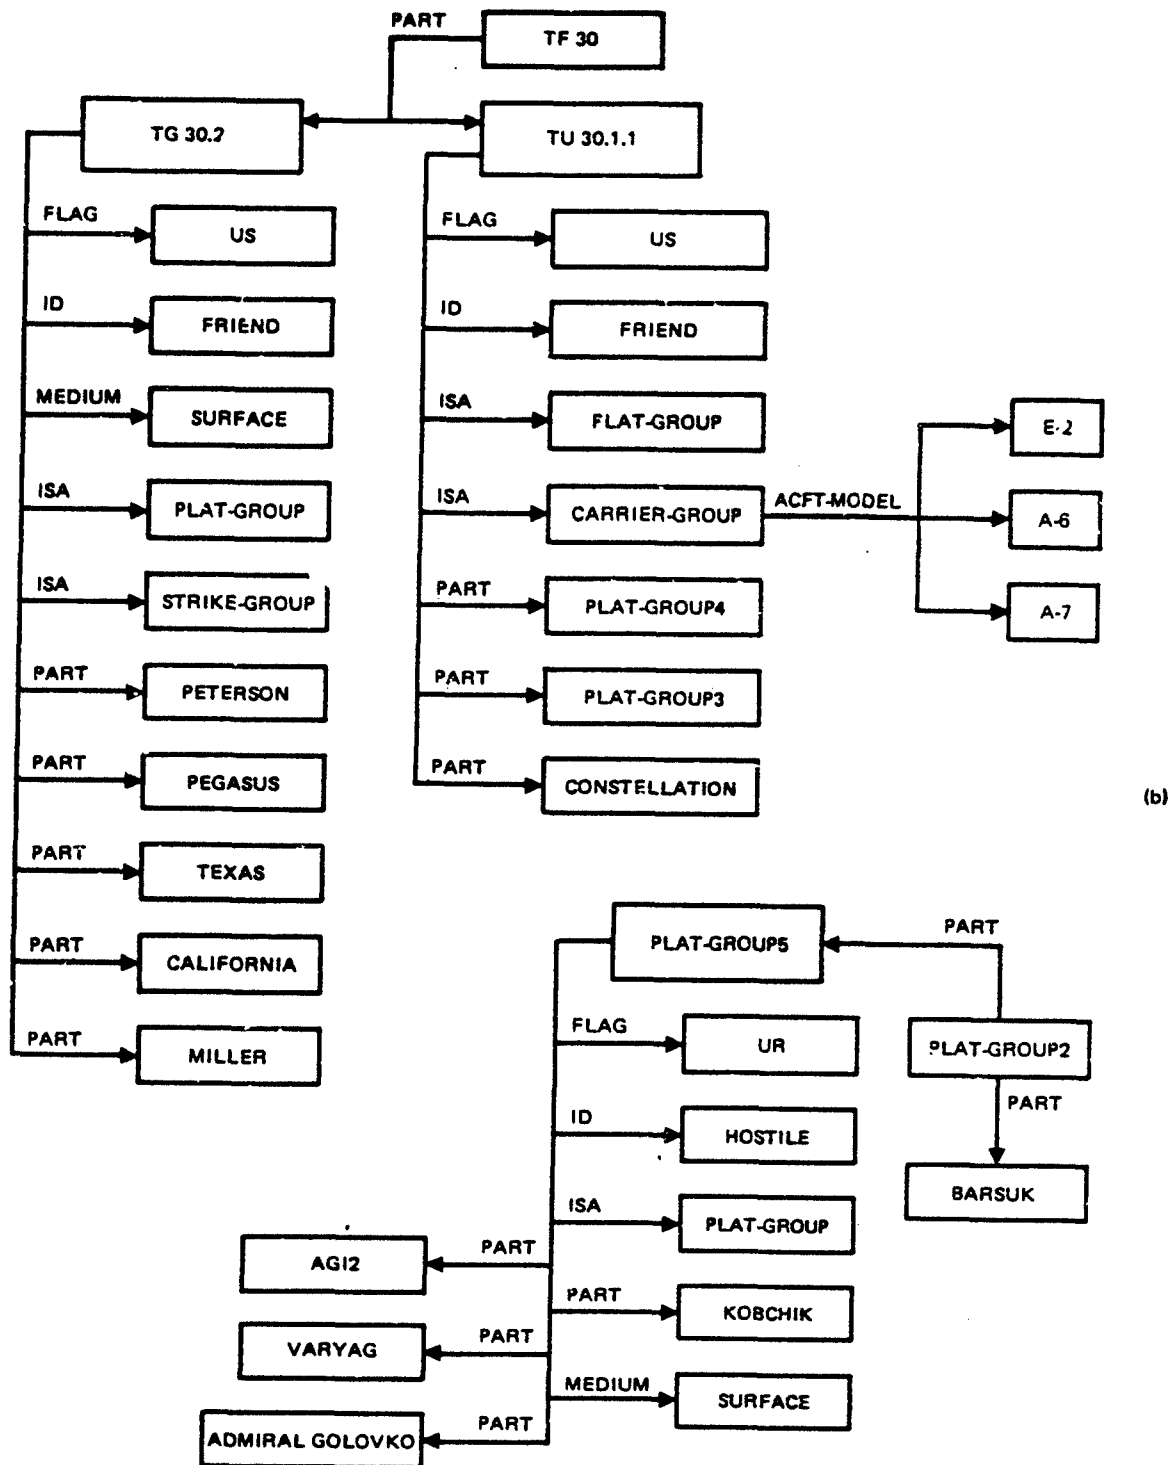 PART
TF 30
TG 30.2
TU 30.1.1
FLAG
US
ID
FRIEND
MEDIUM
SURFACE
ISA
PLAT-GROUP
ISA
STRIKE-GROUP
PART
PETERSON
PART
PEGASUS
PART
TEXAS
PART
CALIFORNIA
PART
MILLER
FLAG
US
ID
FRIEND
ISA
FLAT-GROUP
ISA
CARRIER-GROUP
ACFT-MODEL
E-2
A-6
A-7
PART
PLAT-GROUP4
PART
PLAT-GROUP3
PART
CONSTELLATION
(b)
PLAT-GROUP5
PART
PLAT-GROUP2
PART
BARSUK
FLAG
UR
ID
HOSTILE
ISA
PLAT-GROUP
PART
AGI2
PART
KOBCHIK
PART
VARYAG
MEDIUM
SURFACE
PART
ADMIRAL GOLOVKO